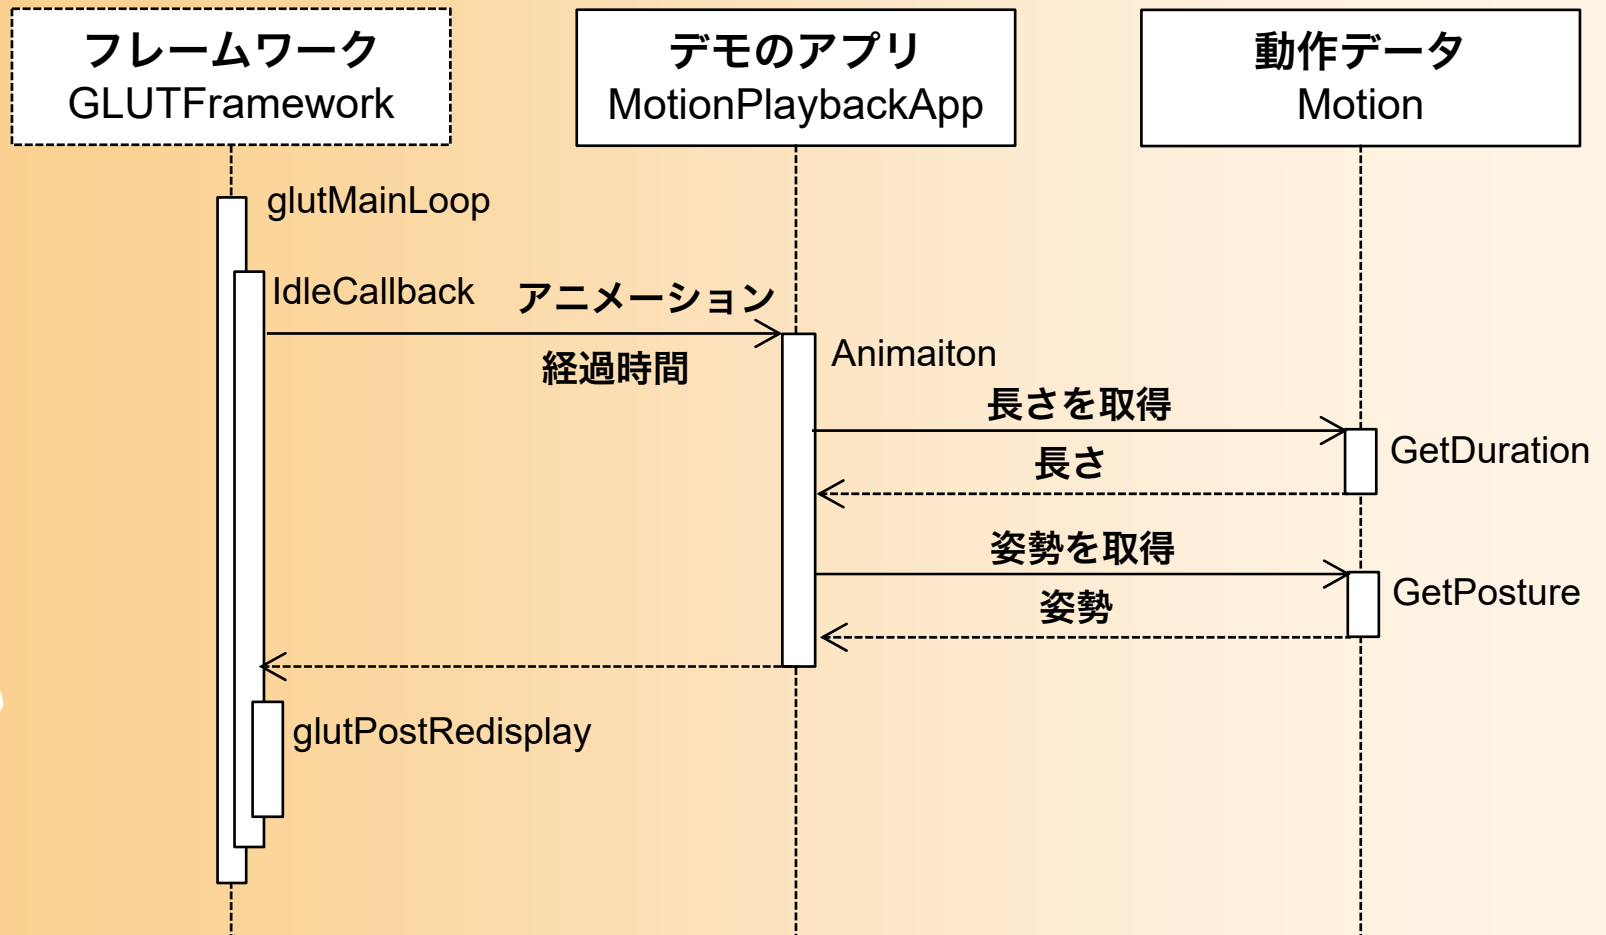 フレームワーク
GLUTFramework
デモのアプリ
MotionPlaybackApp
動作データ
Motion
glutMainLoop
IdleCallback
アニメーション
経過時間
Animaiton
長さを取得
長さ
GetDuration
姿勢を取得
姿勢
GetPosture
glutPostRedisplay